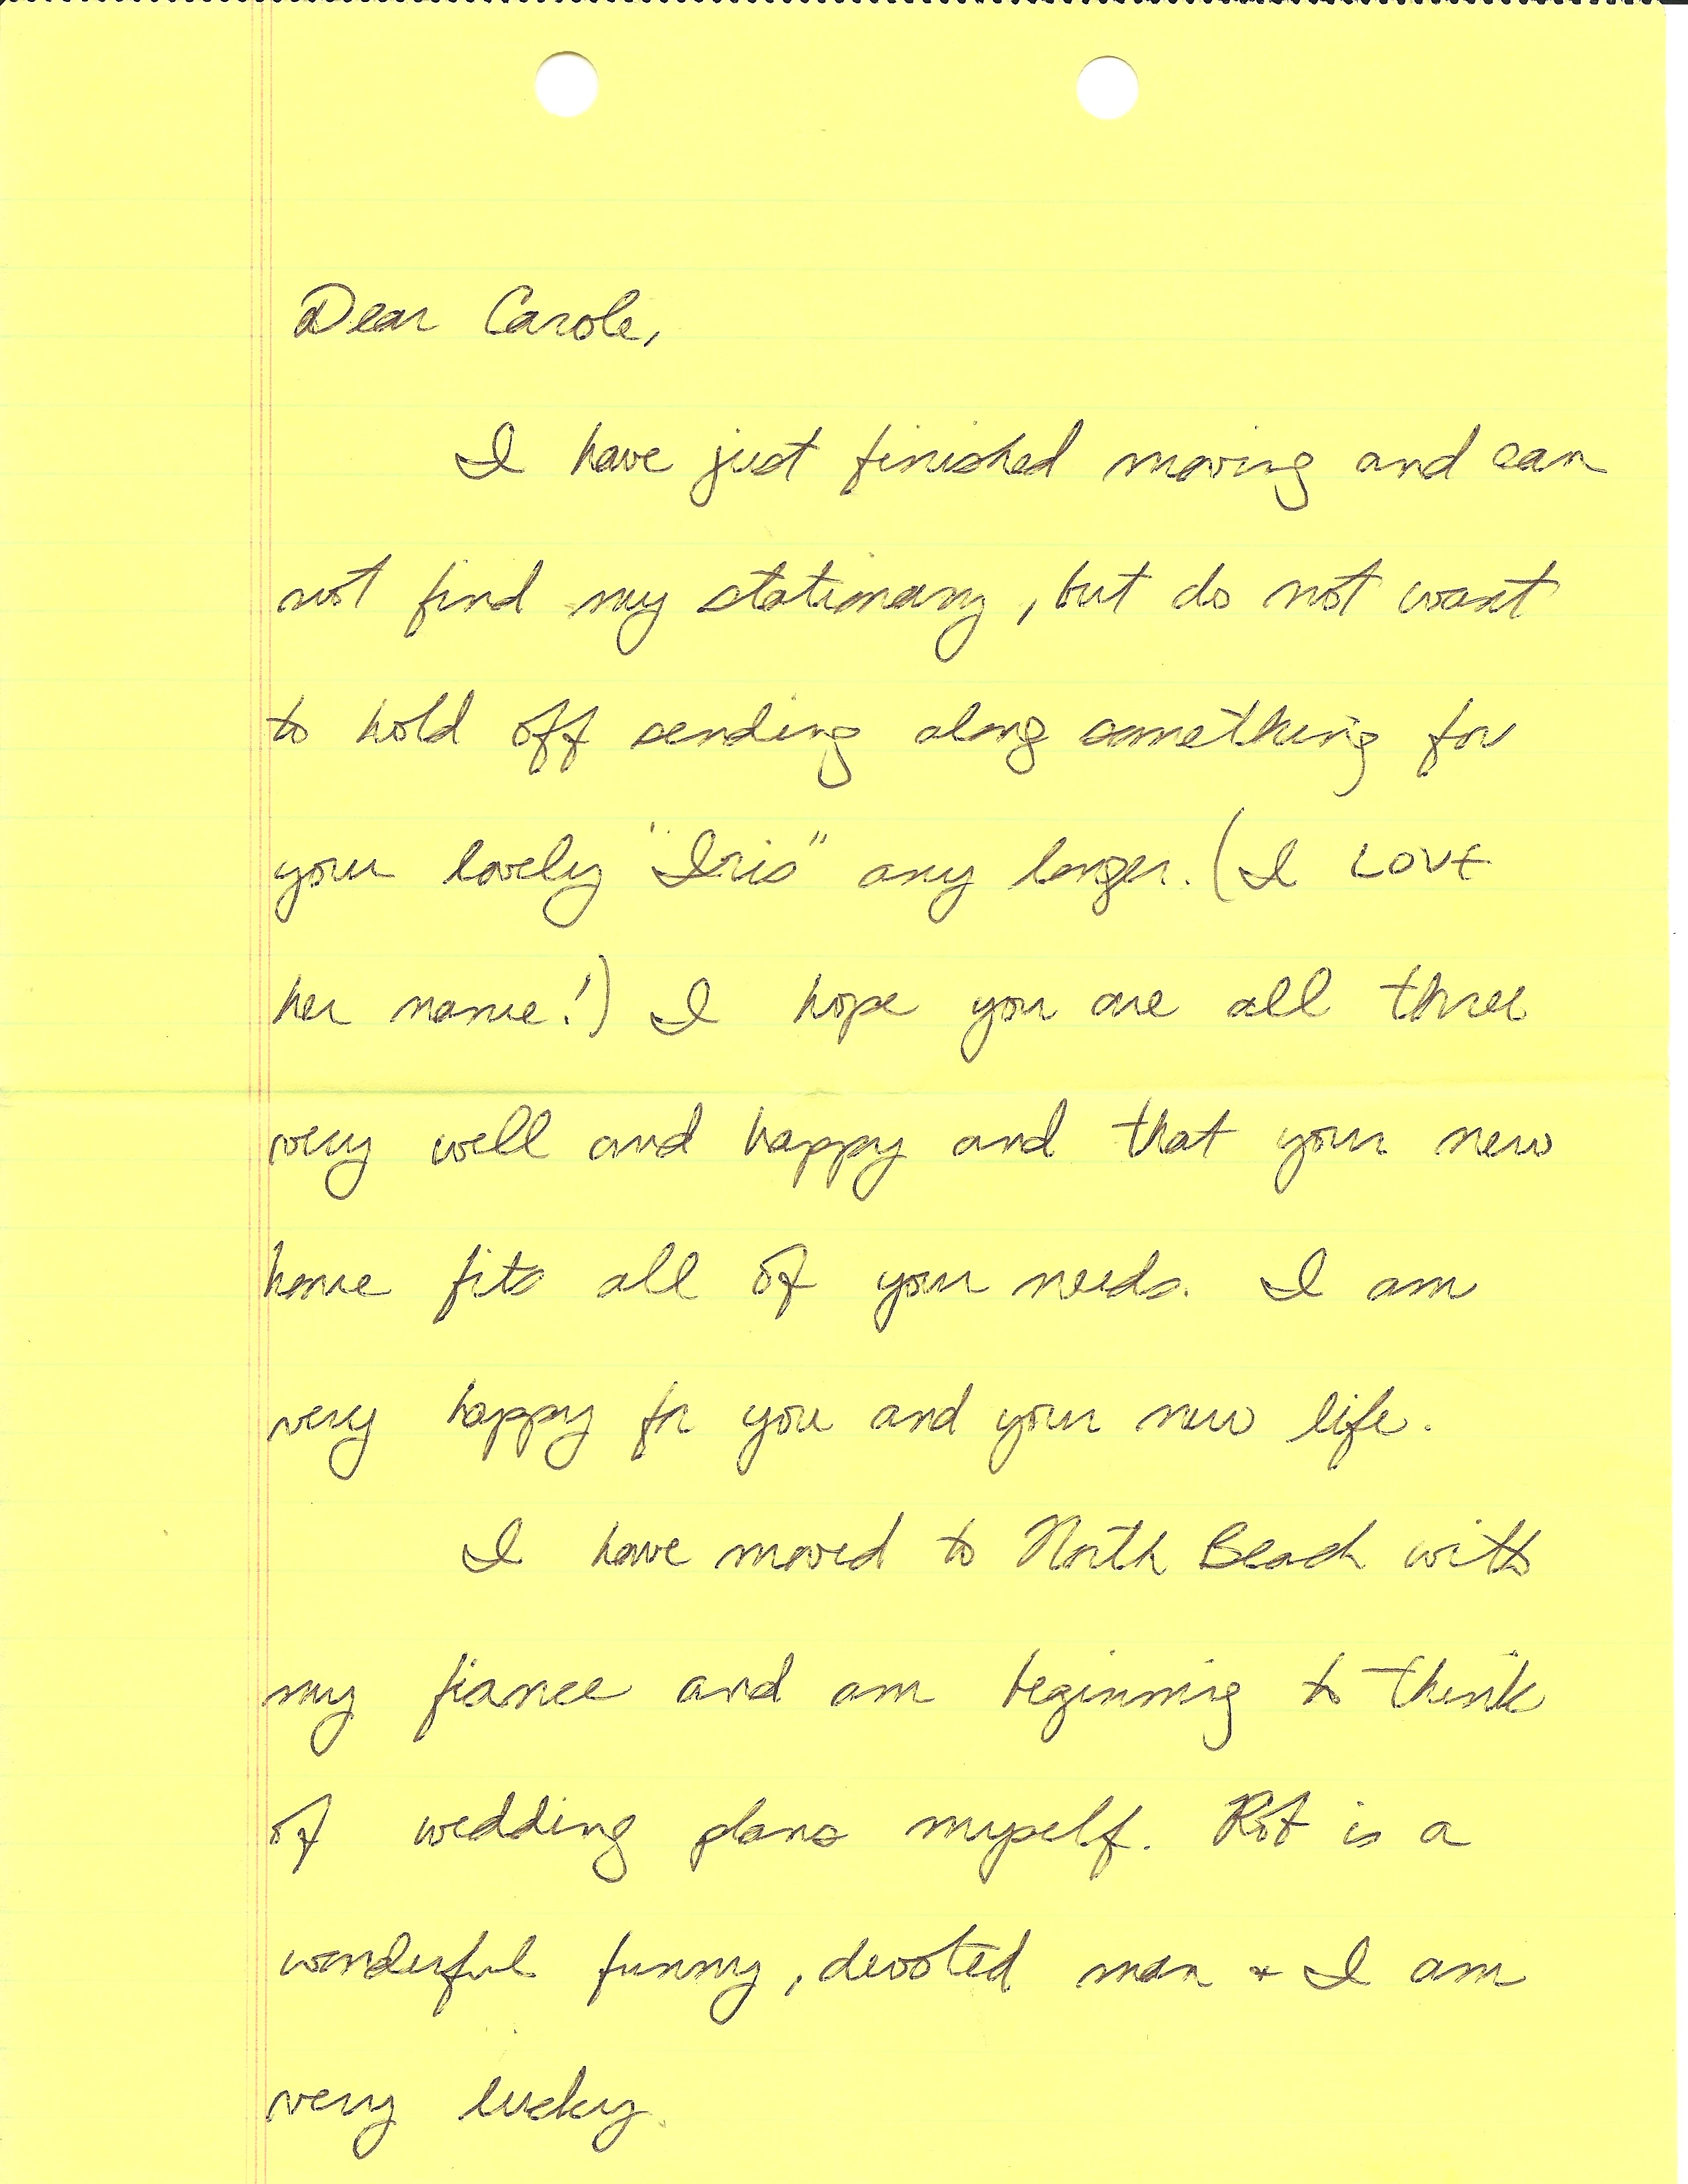 Dear Carole,
I have just finished moving and can
not find my stationary, but do not want
to hold off sending along something for
your lovely "Iris" any longer. (I LOVE
her name!) I hope you are all three
very well and happy and that your new
home fits all of your needs. I am
very happy for you and your new life.
I have moved to North Beach with
my fiancee and am beginning to think
of wedding plans myself. is a
wonderful funny, devoted man + I am
very lucky.